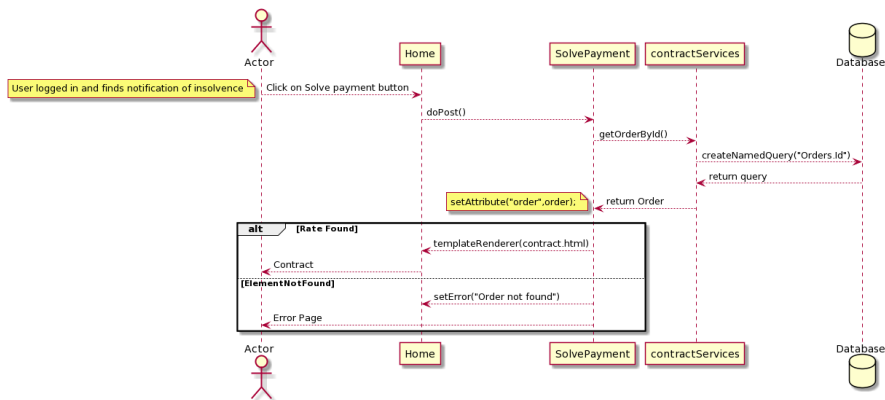 Actor
Home
SolvePayment
contractServices
Database
User logged in and finds notification of insolvence
Click on Solve payment button
doPost()
getOrderById()
createNamedQuery("Orders.Id")
return query
setAttribute("order",order);
return Order
alt
[Rate Found]
templateRenderer(contract.html)
Contract
[ElementNotFound]
setError("Order not found")
Error Page
Actor
Home
SolvePayment
contractServices
Database